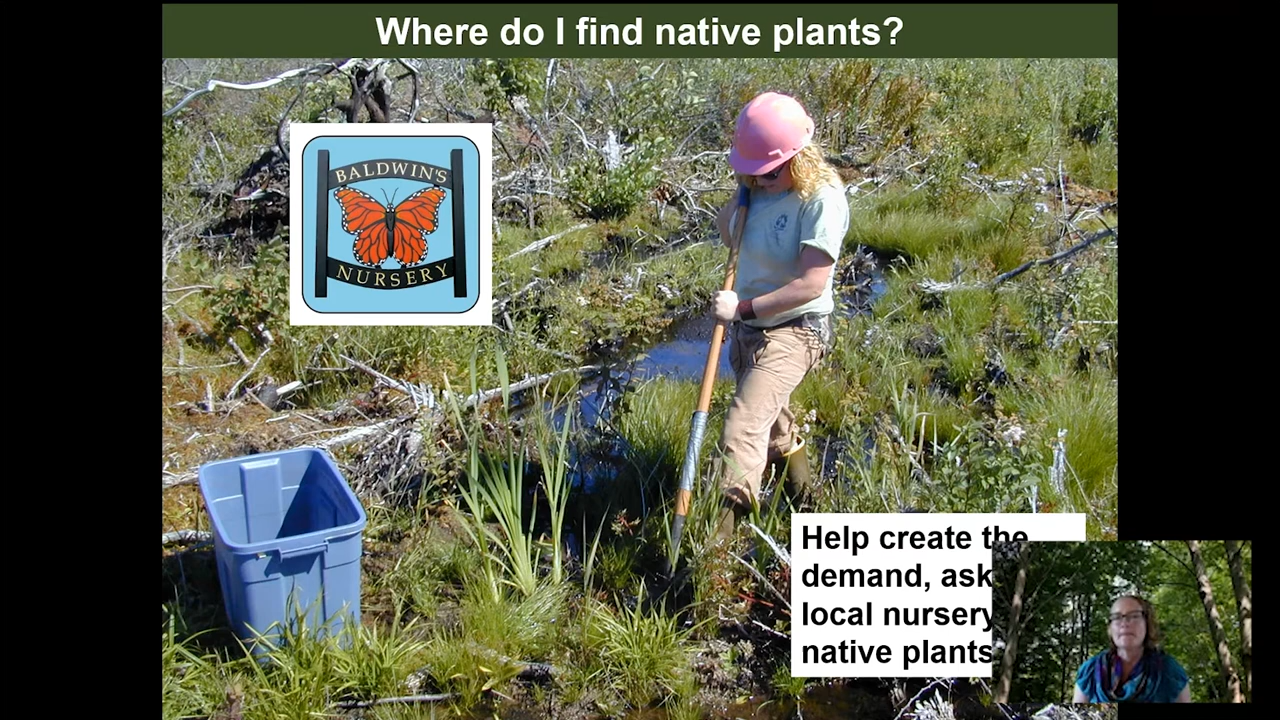 Where do I find native plants?
BALDWIN'S
NURSERY
Help create the
demand, ask
local nursery
native plants